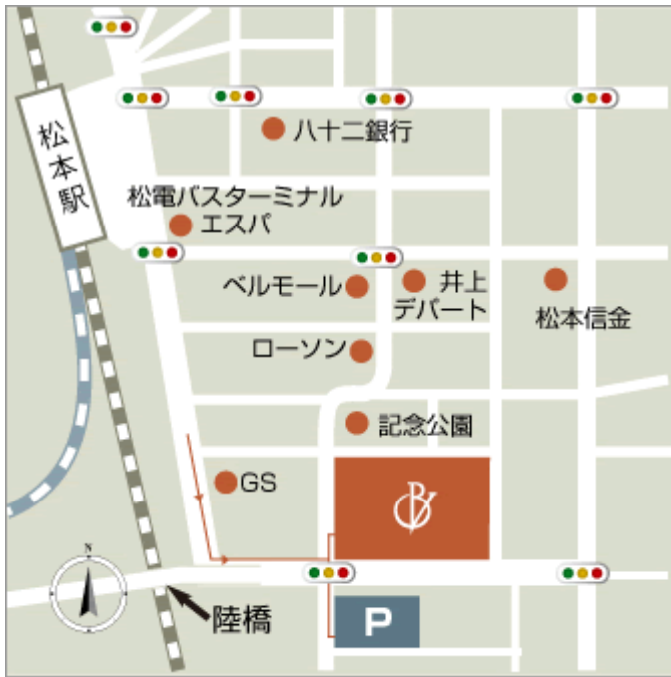 八十二銀行
松本駅
松電バスターミナル
エスパ
ベルモール
井上
デパート
松本信金
ローソン
記念公園
GS
BV
N
陸橋
P